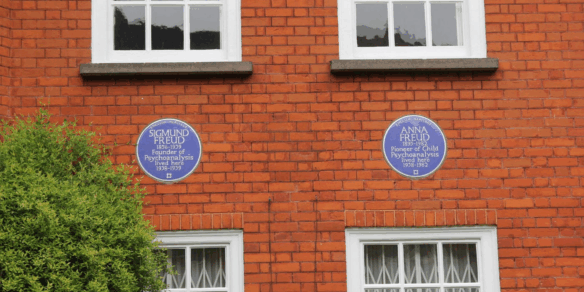 SIGMUND
FREUD
1856-1939
Founder of
Psychoanalysis
lived here
1938-1939
ANNA
FREUD
1895-1982
Pioneer of Child
Psychoanalysis
lived here
1938-1982